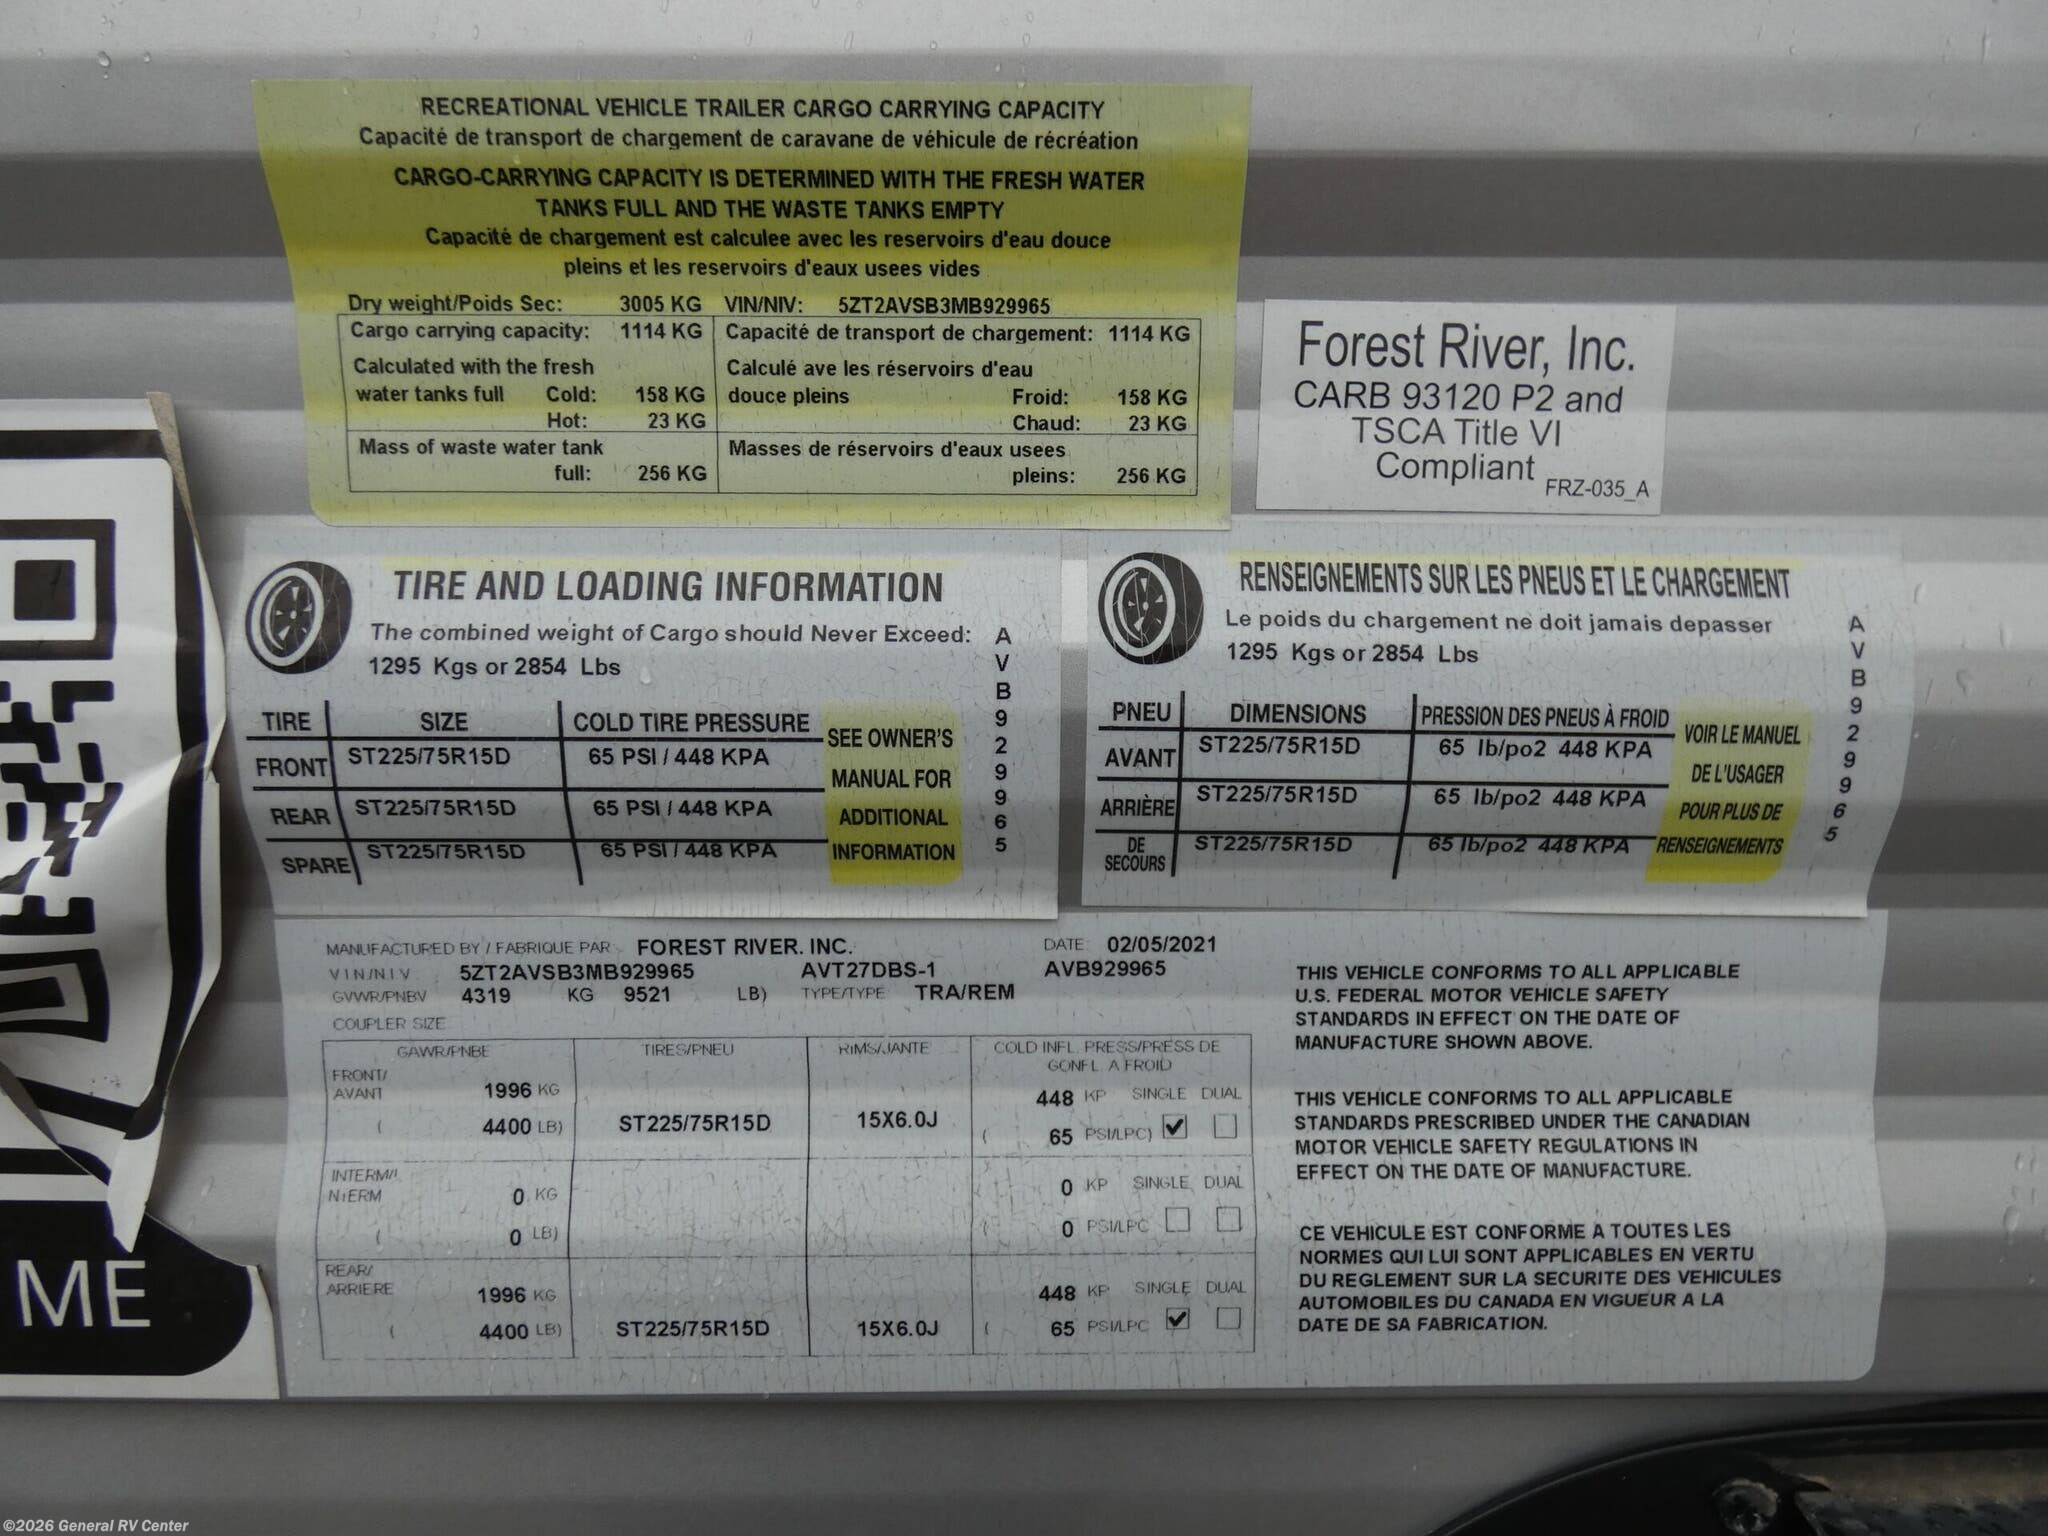 RECREATIONAL VEHICLE TRAILER CARGO CARRYING CAPACITY
Capacité de transport de chargement de caravane de véhicule de récréation
CARGO-CARRYING CAPACITY IS DETERMINED WITH THE FRESH WATER
TANKS FULL AND THE WASTE TANKS EMPTY
Capacité de chargement est calculee avec les reservoirs d'eau douce
pleins et les reservoirs d'eaux usees vides
Dry weight/Poids Sec: 3005 KG VIN/NIV: 5ZT2AVSB3MB929965
Cargo carrying capacity: 1114 KG Capacité de transport de chargement: 1114 KG
Calculated with the fresh Calculé ave les réservoirs d'eau
water tanks full Cold: 158 KG douce pleins Froid: 158 KG
Hot: 23 KG Chaud: 23 KG
Mass of waste water tank Masses de réservoirs d'eaux usees
full: 256 KG pleins: 256 KG
Forest River, Inc.
CARB 93120 P2 and
TSCA Title VI
Compliant
FRZ-035_A
TIRE AND LOADING INFORMATION
The combined weight of Cargo should Never Exceed:
1295 Kgs or 2854 Lbs
TIRE SIZE COLD TIRE PRESSURE
FRONT ST225/75R15D 65 PSI / 448 KPA
REAR ST225/75R15D 65 PSI / 448 KPA
SPARE ST225/75R15D 65 PSI / 448 KPA
SEE OWNER'S
MANUAL FOR
ADDITIONAL
INFORMATION
AVB929965
RENSEIGNEMENTS SUR LES PNEUS ET LE CHARGEMENT
Le poids du chargement ne doit jamais depasser
1295 Kgs or 2854 Lbs
PNEU DIMENSIONS PRESSION DES PNEUS À FROID
AVANT ST225/75R15D 65 lb/po2 448 KPA
ARRIÈRE ST225/75R15D 65 lb/po2 448 KPA
DE SECOURS ST225/75R15D 65 lb/po2 448 KPA
VOIR LE MANUEL
DE L'USAGER
POUR PLUS DE
RENSEIGNEMENTS
AVB929965
MANUFACTURED BY / FABRIQUE PAR FOREST RIVER. INC. DATE: 02/05/2021
VIN/N.I.V. 5ZT2AVSB3MB929965 AVT27DBS-1 AVB929965
GVWR/PNBV 4319 KG 9521 LB) TYPE/TYPE TRA/REM
COUPLER SIZE
GAWR/PNBE TIRES/PNEU RIMS/JANTE COLD INFL. PRESS/PRESS DE
GONFL. A FROID
FRONT/
AVANT 1996 KG 448 KP SINGLE DUAL
( 4400 LB) ST225/75R15D 15X6.0J ( 65 PSI/LPC) ✓
INTERM/I
NTERM 0 KG 0 KP SINGLE DUAL
( 0 LB) ( 0 PSI/LPC
REAR/
ARRIERE 1996 KG 448 KP SINGLE DUAL
( 4400 LB) ST225/75R15D 15X6.0J ( 65 PSI/LPC ✓
THIS VEHICLE CONFORMS TO ALL APPLICABLE
U.S. FEDERAL MOTOR VEHICLE SAFETY
STANDARDS IN EFFECT ON THE DATE OF
MANUFACTURE SHOWN ABOVE.
THIS VEHICLE CONFORMS TO ALL APPLICABLE
STANDARDS PRESCRIBED UNDER THE CANADIAN
MOTOR VEHICLE SAFETY REGULATIONS IN
EFFECT ON THE DATE OF MANUFACTURE.
CE VEHICULE EST CONFORME A TOUTES LES
NORMES QUI LUI SONT APPLICABLES EN VERTU
DU REGLEMENT SUR LA SECURITE DES VEHICULES
AUTOMOBILES DU CANADA EN VIGUEUR A LA
DATE DE SA FABRICATION.
ME
©2026 General RV Center